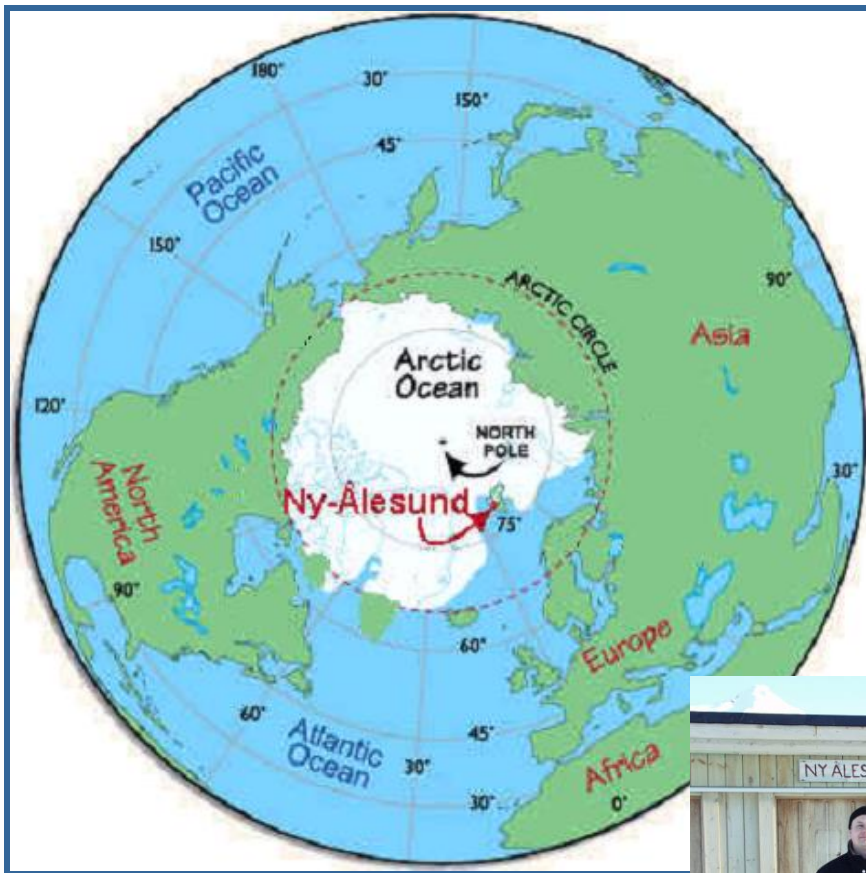 180°
30°
150°
45°
Pacific
Ocean
150°
ARCTIC CIRCLE
90°
Asia
Arctic
Ocean
120°
NORTH
POLE
North
America
30°
Ny-Ålesund
75°
90°
60°
Europe
60°
Atlantic
Ocean
45°
30°
Africa
30°
0°
NY ÅLES